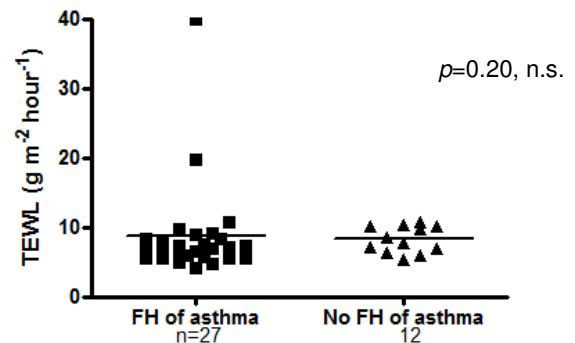 40
p=0.20, n.s.
30
20
10
0
TEWL (g m⁻² hour⁻¹)
FH of asthma No FH of asthma
n=27 12